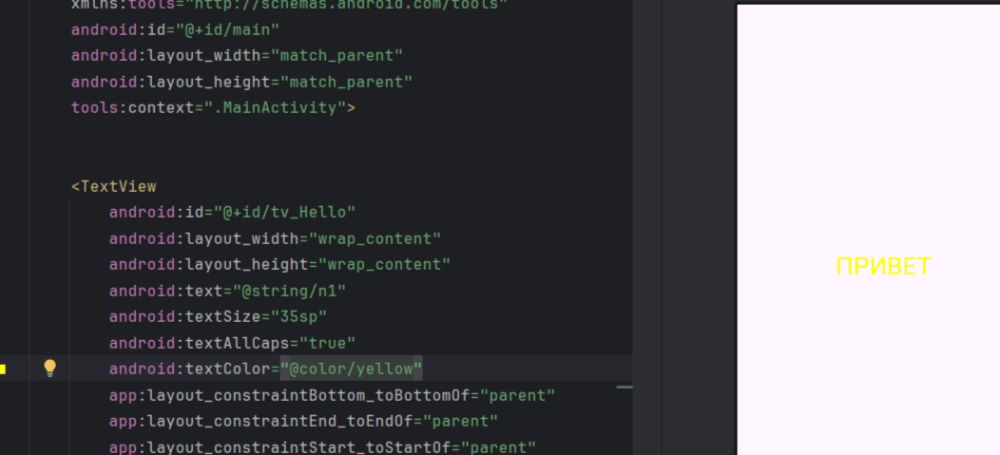 xmlns:tools="http://schemas.android.com/tools"
android:id="@+id/main"
android:layout_width="match_parent"
android:layout_height="match_parent"
tools:context=".MainActivity">
<TextView
android:id="@+id/tv_Hello"
android:layout_width="wrap_content"
android:layout_height="wrap_content"
android:text="@string/n1"
android:textSize="35sp"
android:textAllCaps="true"
android:textColor="@color/yellow"
app:layout_constraintBottom_toBottomOf="parent"
app:layout_constraintEnd_toEndOf="parent"
app:layout_constraintStart_toStartOf="parent"
ПРИВЕТ